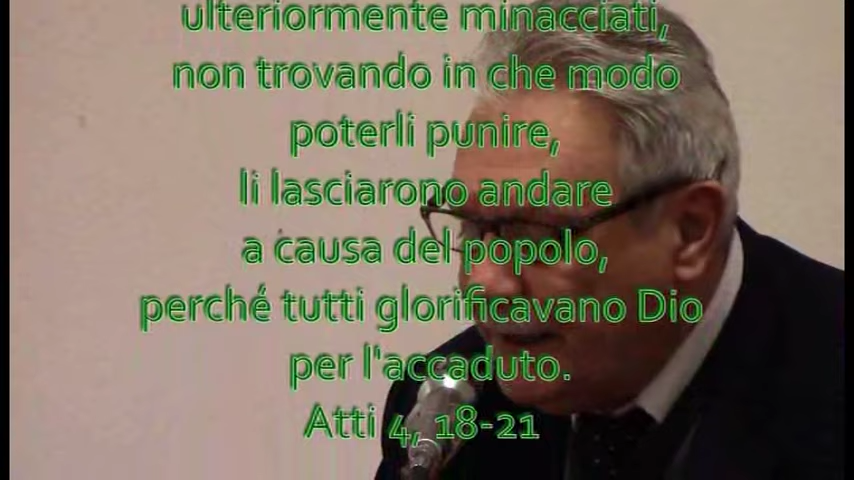 ulteriormente minacciati,
non trovando in che modo
poterli punire,
li lasciarono andare
a causa del popolo,
perché tutti glorificavano Dio
per l'accaduto.
Atti 4, 18-21